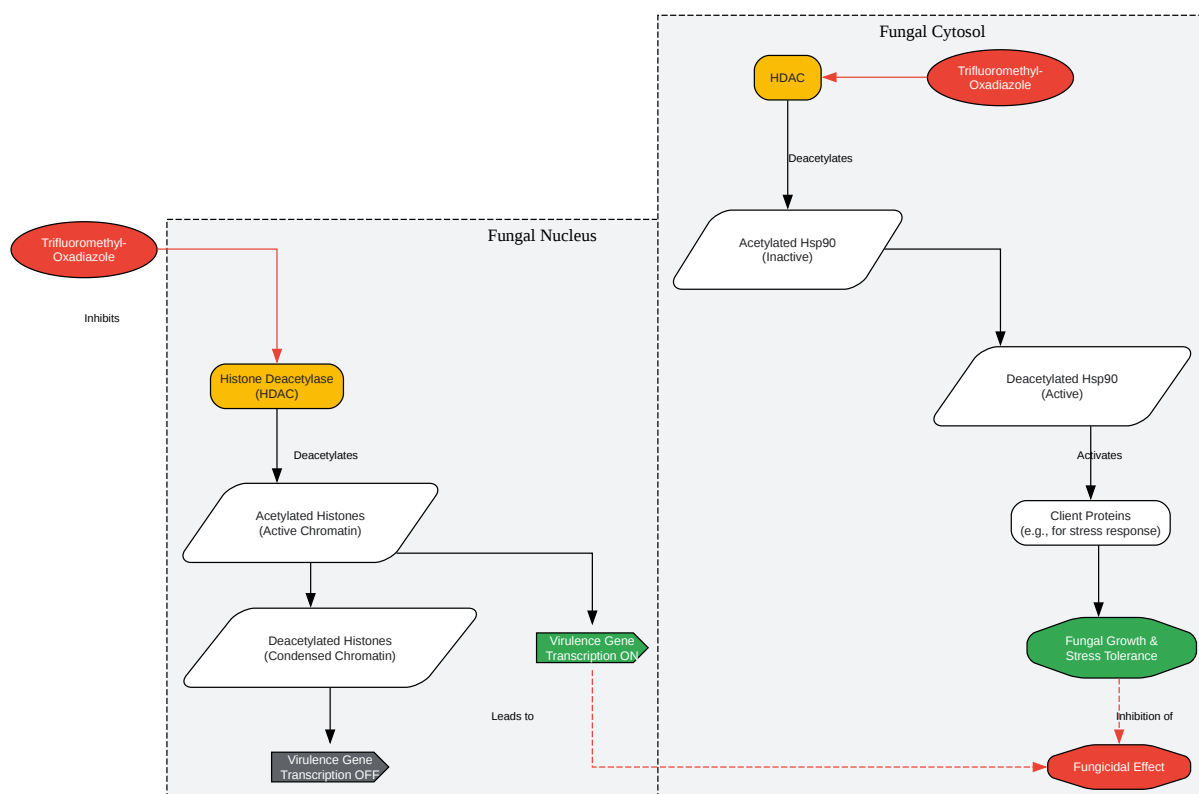 Fungal Cytosol
HDAC
Trifluoromethyl-
Oxadiazole
Deacetylates
Acetylated Hsp90
(Inactive)
Deacetylated Hsp90
(Active)
Activates
Client Proteins
(e.g., for stress response)
Fungal Growth &
Stress Tolerance
Inhibition of
Fungicidal Effect
Fungal Nucleus
Trifluoromethyl-
Oxadiazole
Inhibits
Histone Deacetylase
(HDAC)
Deacetylates
Acetylated Histones
(Active Chromatin)
Deacetylated Histones
(Condensed Chromatin)
Virulence Gene
Transcription ON
Leads to
Virulence Gene
Transcription OFF